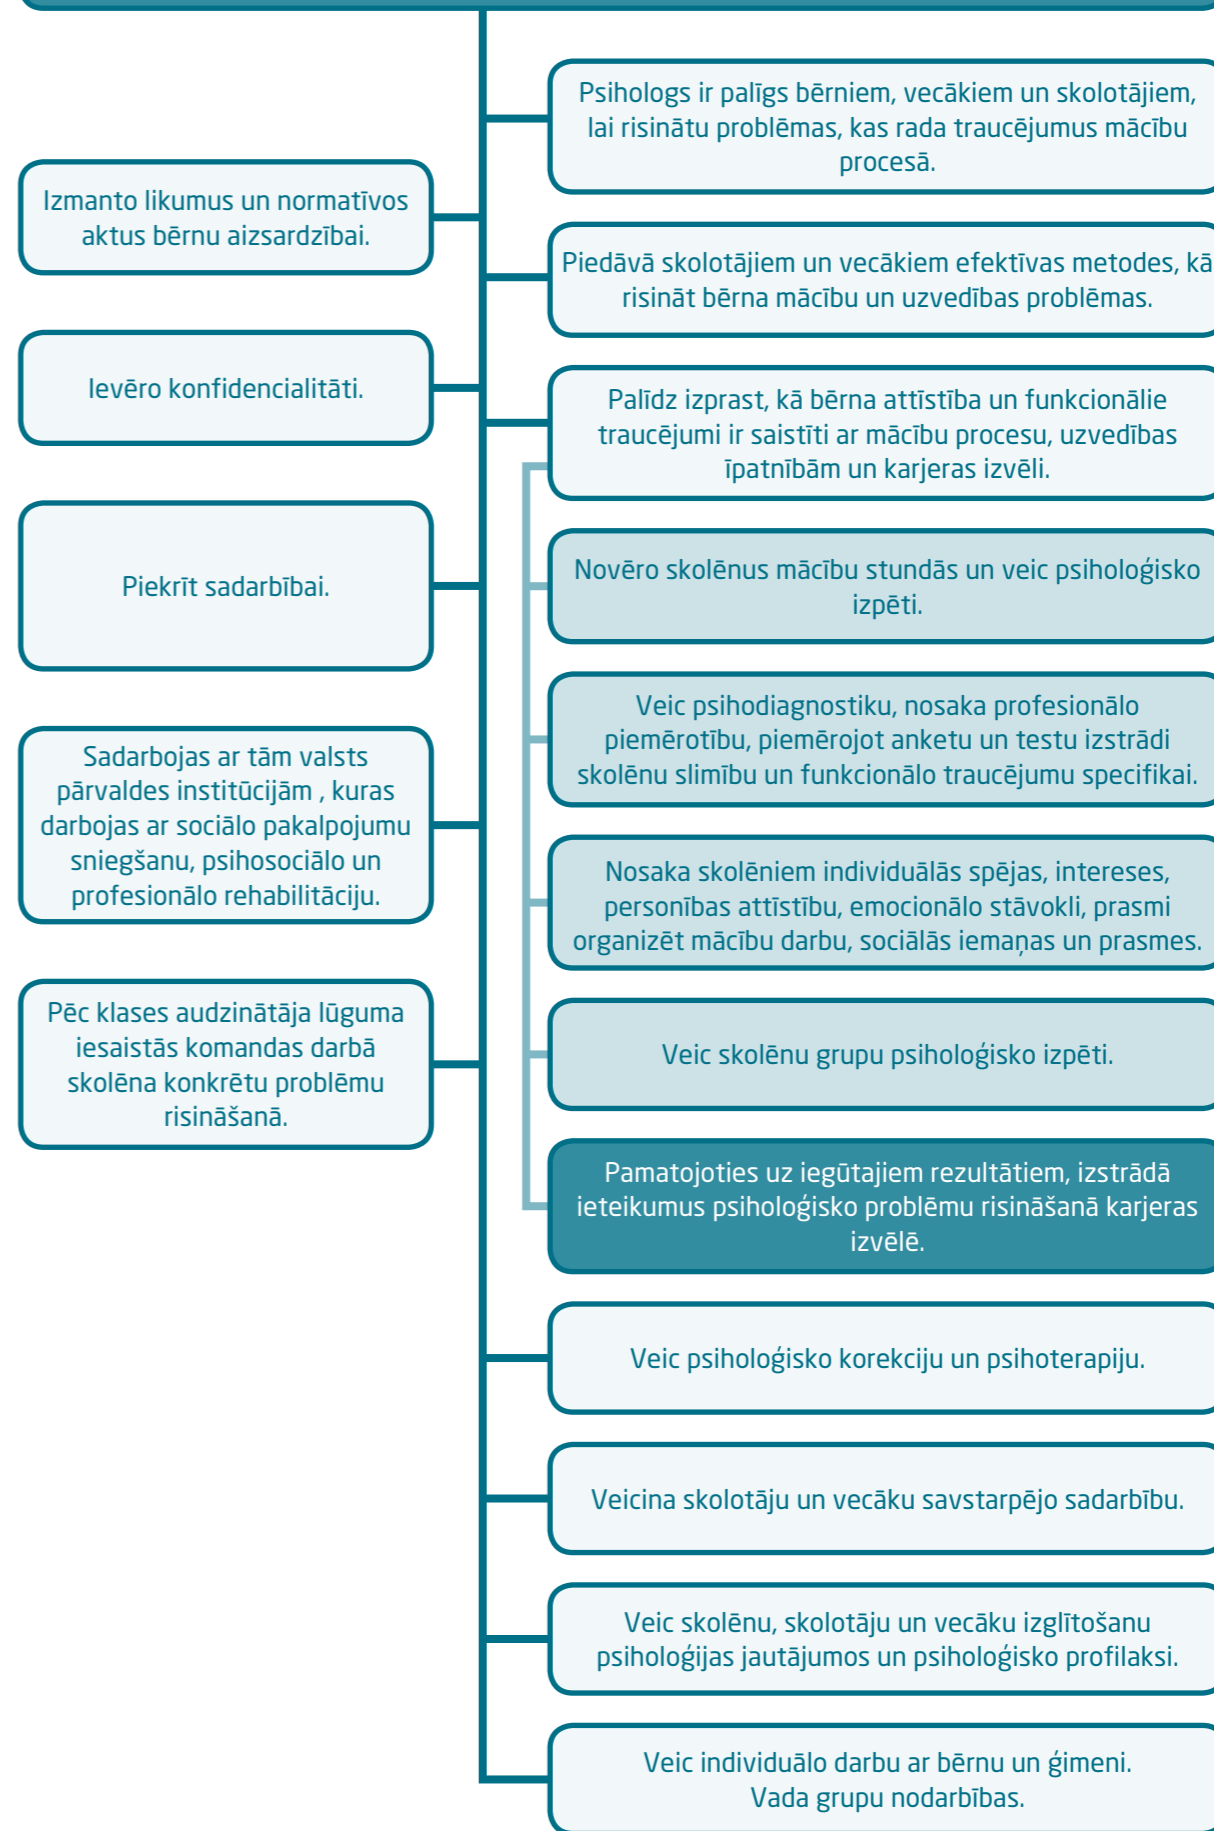 Izmanto likumus un normatīvos
aktus bērnu aizsardzībai.
Ievēro konfidencialitāti.
Piekrīt sadarbībai.
Sadarbojas ar tām valsts
pārvaldes institūcijām , kuras
darbojas ar sociālo pakalpojumu
sniegšanu, psihosociālo un
profesionālo rehabilitāciju.
Pēc klases audzinātāja lūguma
iesaistās komandas darbā
skolēna konkrētu problēmu
risināšanā.
Psihologs ir palīgs bērniem, vecākiem un skolotājiem,
lai risinātu problēmas, kas rada traucējumus mācību
procesā.
Piedāvā skolotājiem un vecākiem efektīvas metodes, kā
risināt bērna mācību un uzvedības problēmas.
Palīdz izprast, kā bērna attīstība un funkcionālie
traucējumi ir saistīti ar mācību procesu, uzvedības
īpatnībām un karjeras izvēli.
Novēro skolēnus mācību stundās un veic psiholoģisko
izpēti.
Veic psihodiagnostiku, nosaka profesionālo
piemērotību, piemērojot anketu un testu izstrādi
skolēnu slimību un funkcionālo traucējumu specifikai.
Nosaka skolēniem individuālās spējas, intereses,
personības attīstību, emocionālo stāvokli, prasmi
organizēt mācību darbu, sociālās iemaņas un prasmes.
Veic skolēnu grupu psiholoģisko izpēti.
Pamatojoties uz iegūtajiem rezultātiem, izstrādā
ieteikumus psiholoģisko problēmu risināšanā karjeras
izvēlē.
Veic psiholoģisko korekciju un psihoterapiju.
Veicina skolotāju un vecāku savstarpējo sadarbību.
Veic skolēnu, skolotāju un vecāku izglītošanu
psiholoģijas jautājumos un psiholoģisko profilaksi.
Veic individuālo darbu ar bērnu un ģimeni.
Vada grupu nodarbības.